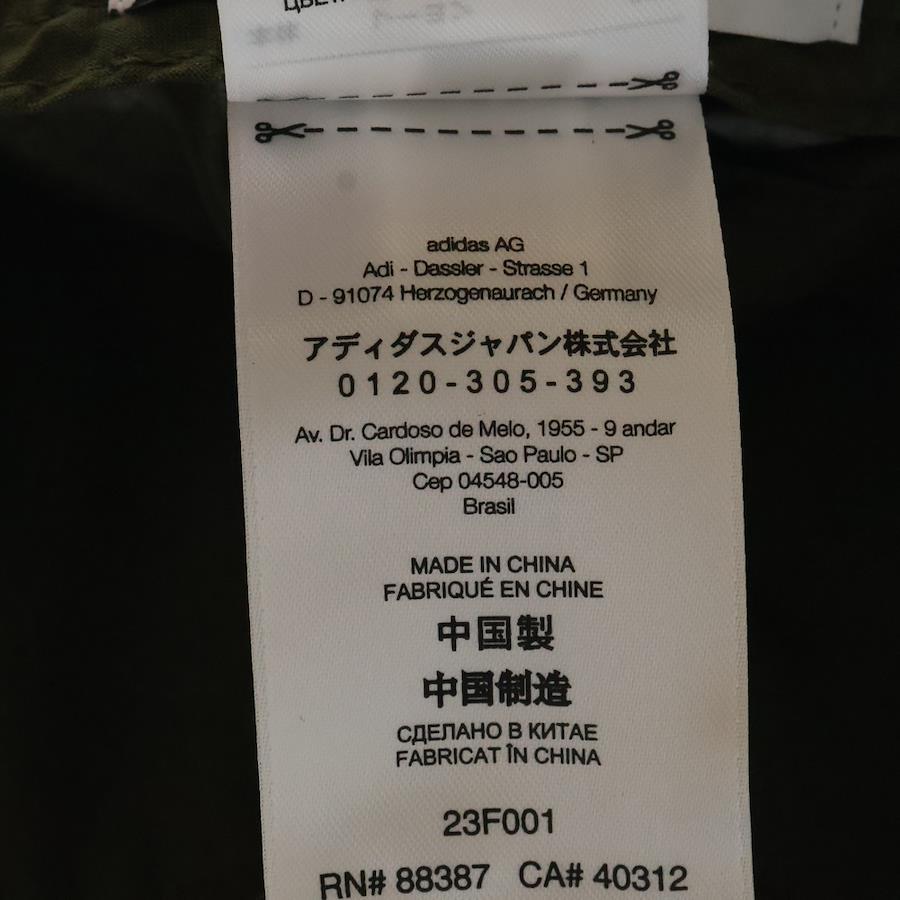 adidas AG
Adi - Dassler - Strasse 1
D - 91074 Herzogenaurach / Germany
アディダスジャパン株式会社
0120-305-393
Av. Dr. Cardoso de Melo, 1955 - 9 andar
Vila Olimpia - Sao Paulo - SP
Cep 04548-005
Brasil
MADE IN CHINA
FABRIQUÉ EN CHINE
中国製
中国制造
СДЕЛАНО В КИТАЕ
FABRICAT ÎN CHINA
23F001
RN# 88387 CA# 40312